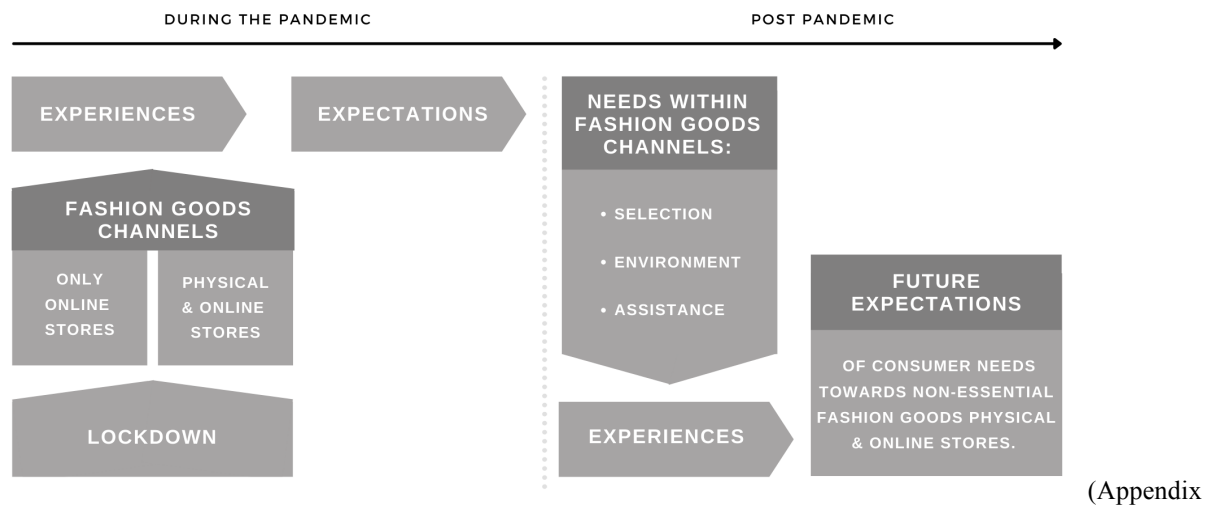 DURING THE PANDEMIC
POST PANDEMIC
EXPERIENCES
EXPECTATIONS
FASHION GOODS
CHANNELS
ONLY
ONLINE
STORES
PHYSICAL
& ONLINE
STORES
LOCKDOWN
NEEDS WITHIN
FASHION GOODS
CHANNELS:
• SELECTION
• ENVIRONMENT
• ASSISTANCE
EXPERIENCES
FUTURE
EXPECTATIONS
OF CONSUMER NEEDS
TOWARDS NON-ESSENTIAL
FASHION GOODS PHYSICAL
& ONLINE STORES.
(Appendix